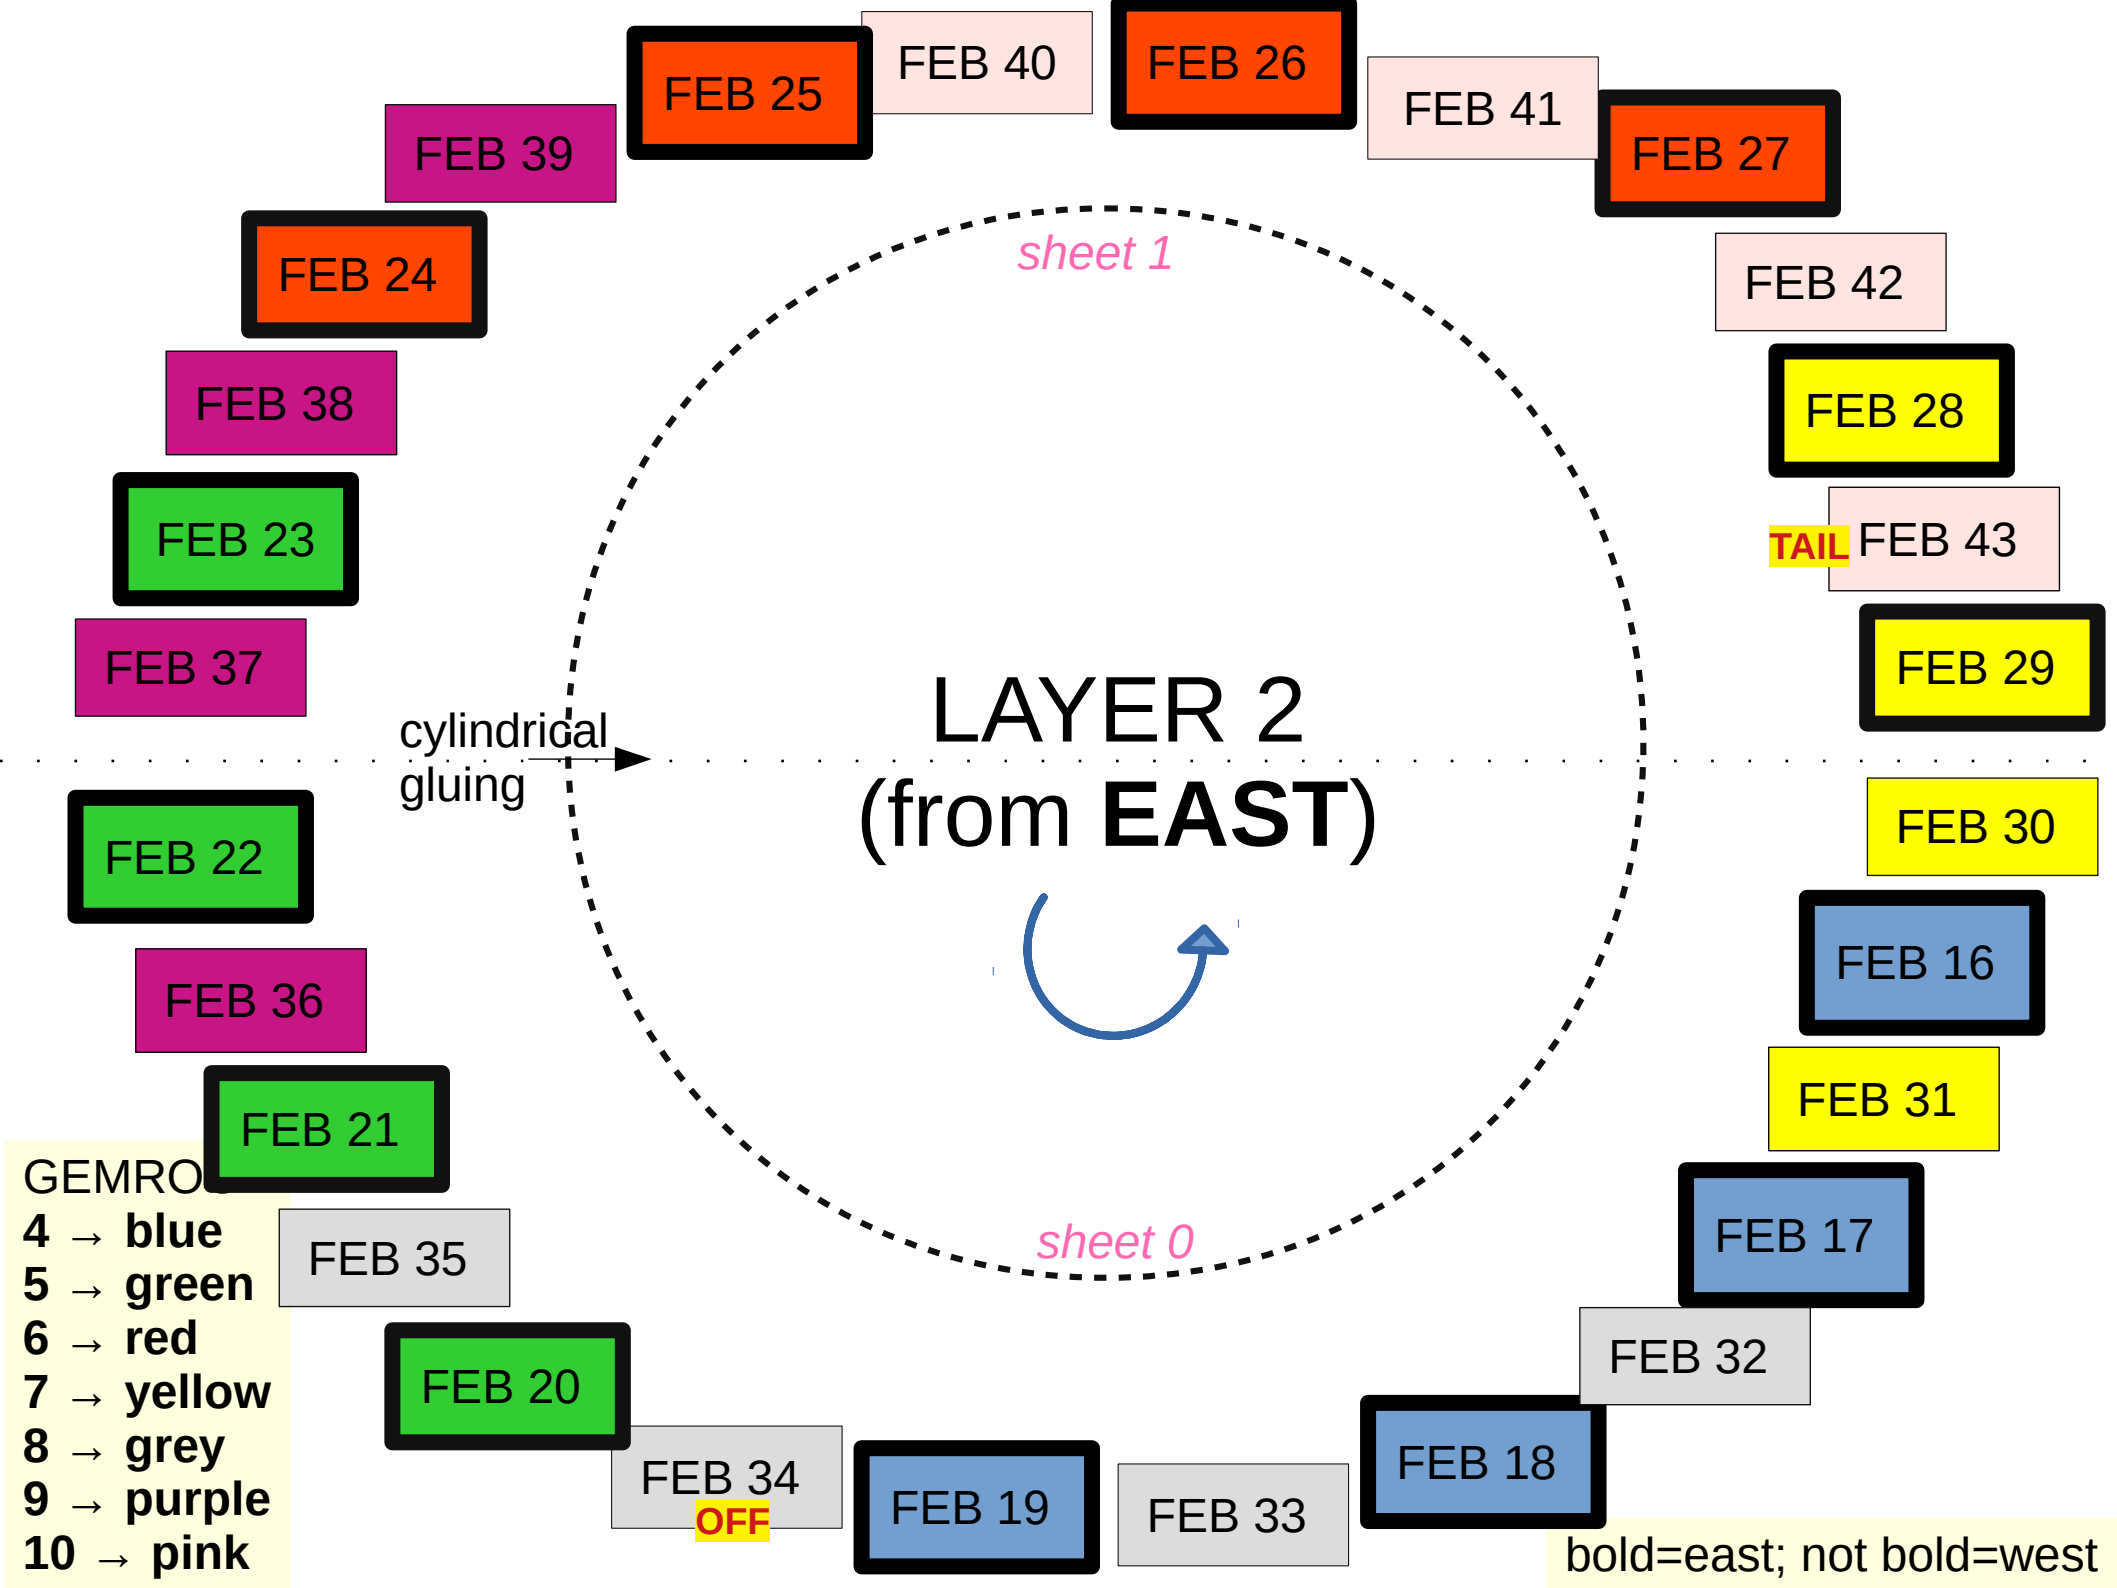 FEB 40
FEB 26
FEB 25
FEB 41
FEB 39
FEB 27
sheet 1
FEB 24
FEB 42
FEB 38
FEB 28
FEB 23
TAIL
FEB 43
FEB 37
FEB 29
cylindrical
gluing
LAYER 2
(from EAST)
FEB 30
FEB 22
FEB 16
FEB 36
FEB 31
FEB 21
FEB 17
sheet 0
FEB 35
FEB 32
FEB 20
FEB 18
FEB 34
OFF
FEB 19
FEB 33
4 → blue
5 → green
6 → red
7 → yellow
8 → grey
9 → purple
10 → pink
bold=east; not bold=west